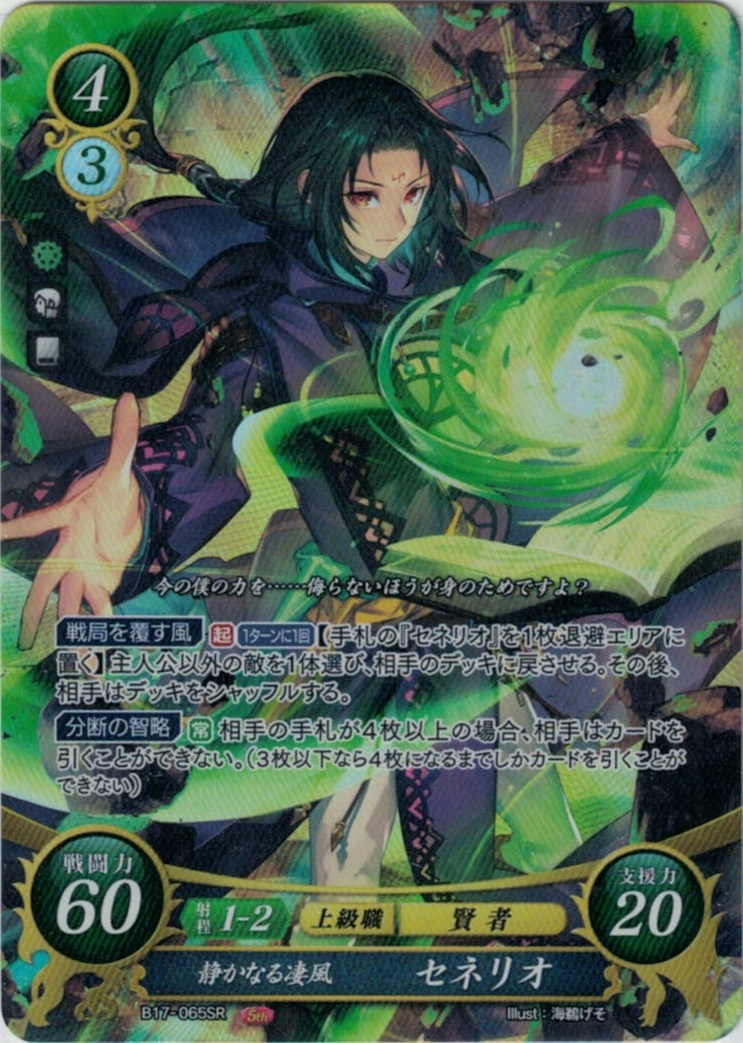 4
3
今の僕の力を……侮らないほうが身のためですよ?
戦局を覆す風 起 1ターンに1回【手札の『セネリオ』を1枚退避エリアに
置く】主人公以外の敵を1体選び、相手のデッキに戻させる。その後、
相手はデッキをシャッフルする。
分断の智略 常 相手の手札が4枚以上の場合、相手はカードを
引くことができない。(3枚以下なら4枚になるまでしかカードを引くことが
できない)
戦闘力
60
射程 1-2 上級職 賢者
支援力
20
静かなる凄風 セネリオ
B17-065SR 5th Illust:海鵜げそ